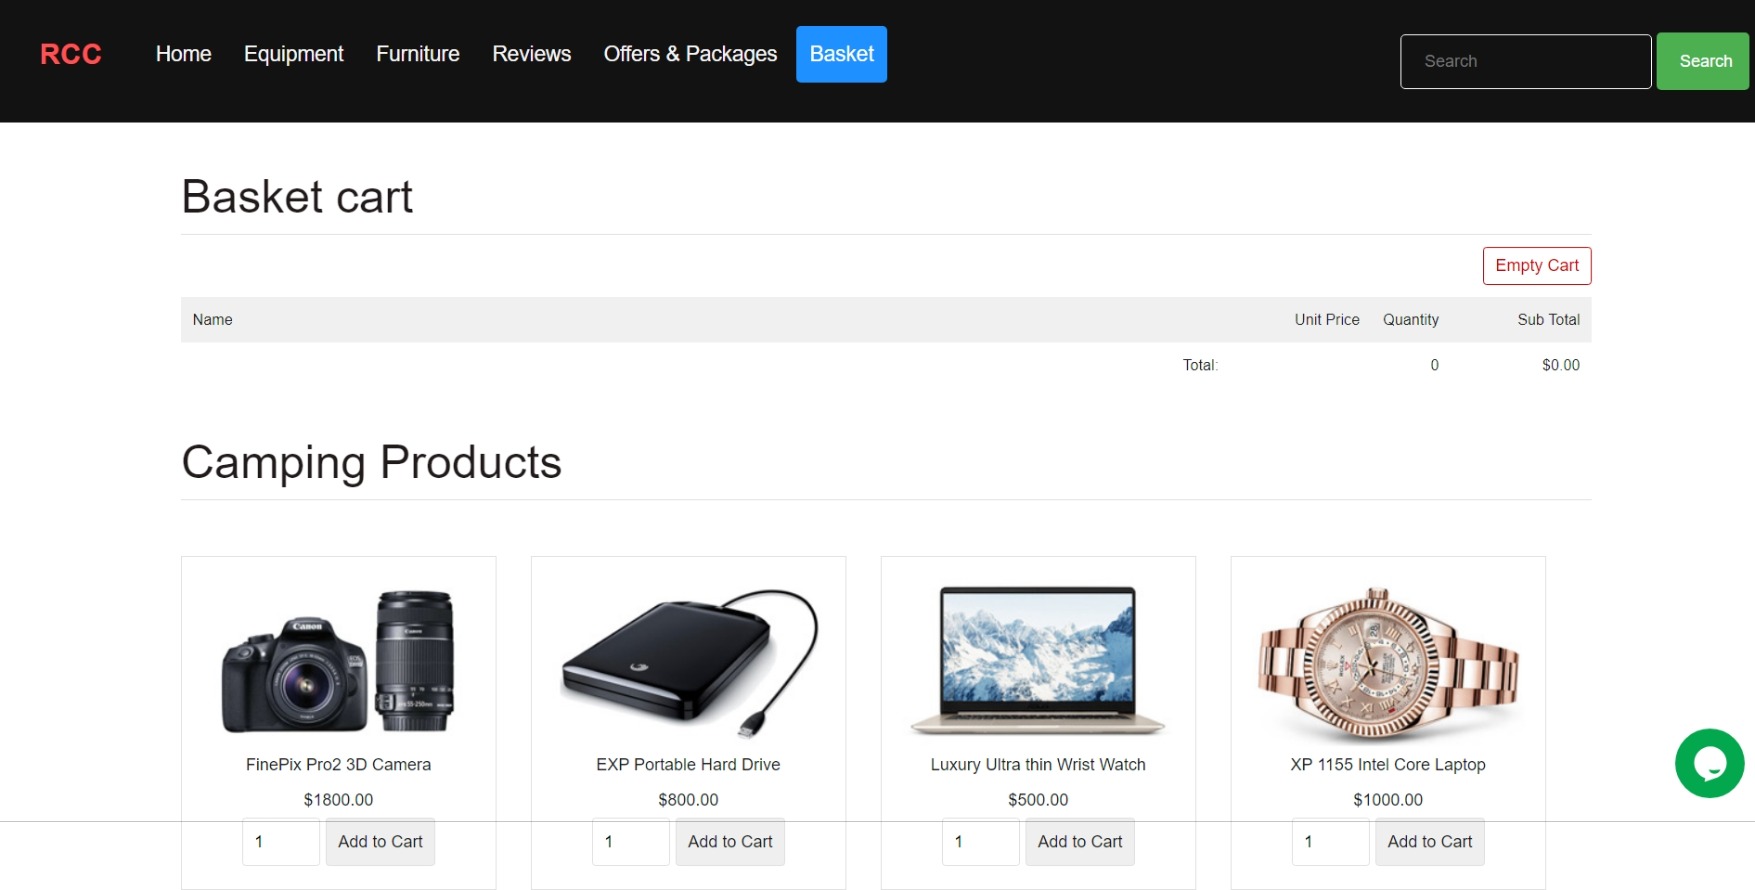 RCC Home Equipment Furniture Reviews Offers & Packages Basket Search Search
Basket cart
Empty Cart
Name Unit Price Quantity Sub Total
Total: 0 $0.00
Camping Products
Canon
Canon
FinePix Pro2 3D Camera
$1800.00
1 Add to Cart
EXP Portable Hard Drive
$800.00
1 Add to Cart
Luxury Ultra thin Wrist Watch
$500.00
1 Add to Cart
XP 1155 Intel Core Laptop
$1000.00
1 Add to Cart